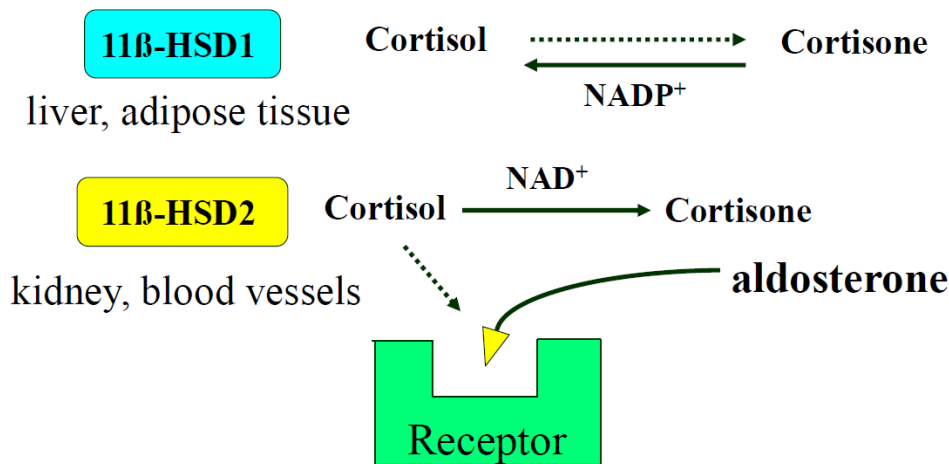 11ß-HSD1
Cortisol
Cortisone
NADP⁺
liver, adipose tissue
NAD⁺
11ß-HSD2
Cortisol
Cortisone
kidney, blood vessels
aldosterone
Receptor